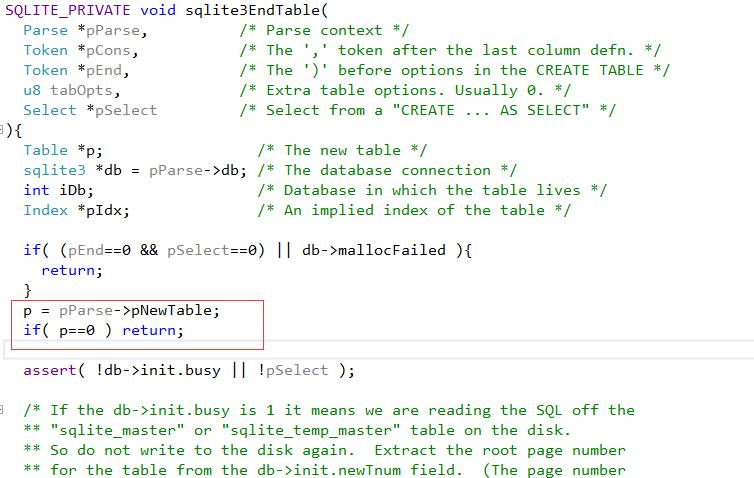 SQLITE_PRIVATE void sqlite3EndTable(
  Parse *pParse,          /* Parse context */
  Token *pCons,           /* The ',' token after the last column defn. */
  Token *pEnd,            /* The ')' before options in the CREATE TABLE */
  u8 tabOpts,             /* Extra table options. Usually 0. */
  Select *pSelect         /* Select from a "CREATE ... AS SELECT" */
){
  Table *p;                 /* The new table */
  sqlite3 *db = pParse->db; /* The database connection */
  int iDb;                  /* Database in which the table lives */
  Index *pIdx;              /* An implied index of the table */
  if( (pEnd==0 && pSelect==0) || db->mallocFailed ){
    return;
  }
  p = pParse->pNewTable;
  if( p==0 ) return;
  assert( !db->init.busy || !pSelect );
  /* If the db->init.busy is 1 it means we are reading the SQL off the
  ** "sqlite_master" or "sqlite_temp_master" table on the disk.
  ** So do not write to the disk again.  Extract the root page number
  ** for the table from the db->init.newTnum field.  (The page number